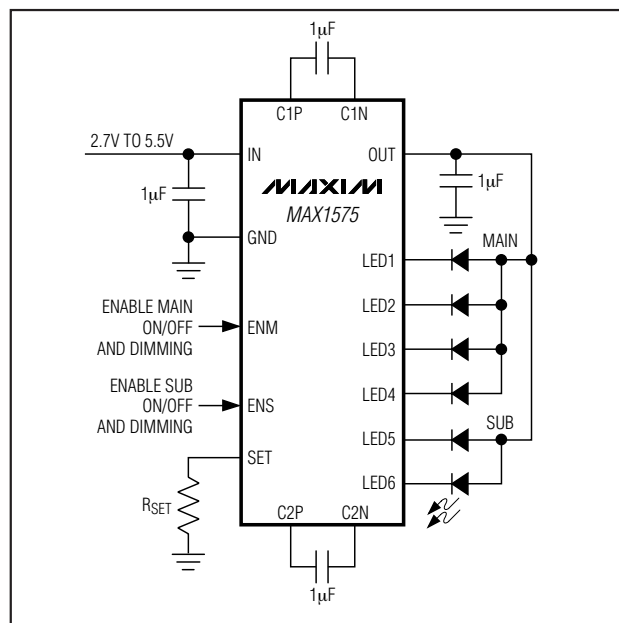 1µF
C1P C1N
2.7V TO 5.5V
IN
OUT
1µF
MAXIM
MAX1575
1µF
GND
MAIN
LED1
ENABLE MAIN
ON/OFF
AND DIMMING
ENM
LED2
LED3
LED4
ENABLE SUB
ON/OFF
AND DIMMING
ENS
SUB
LED5
SET
LED6
RSET
C2P C2N
1µF